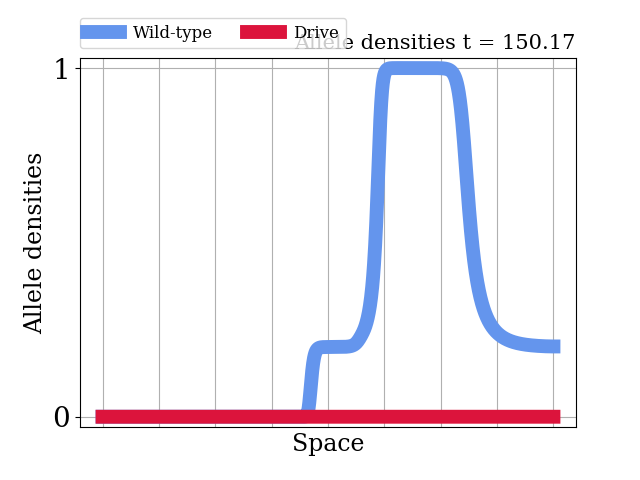 Wild-type
Drive
Allele densities t = 150.17
1
Allele densities
0
Space